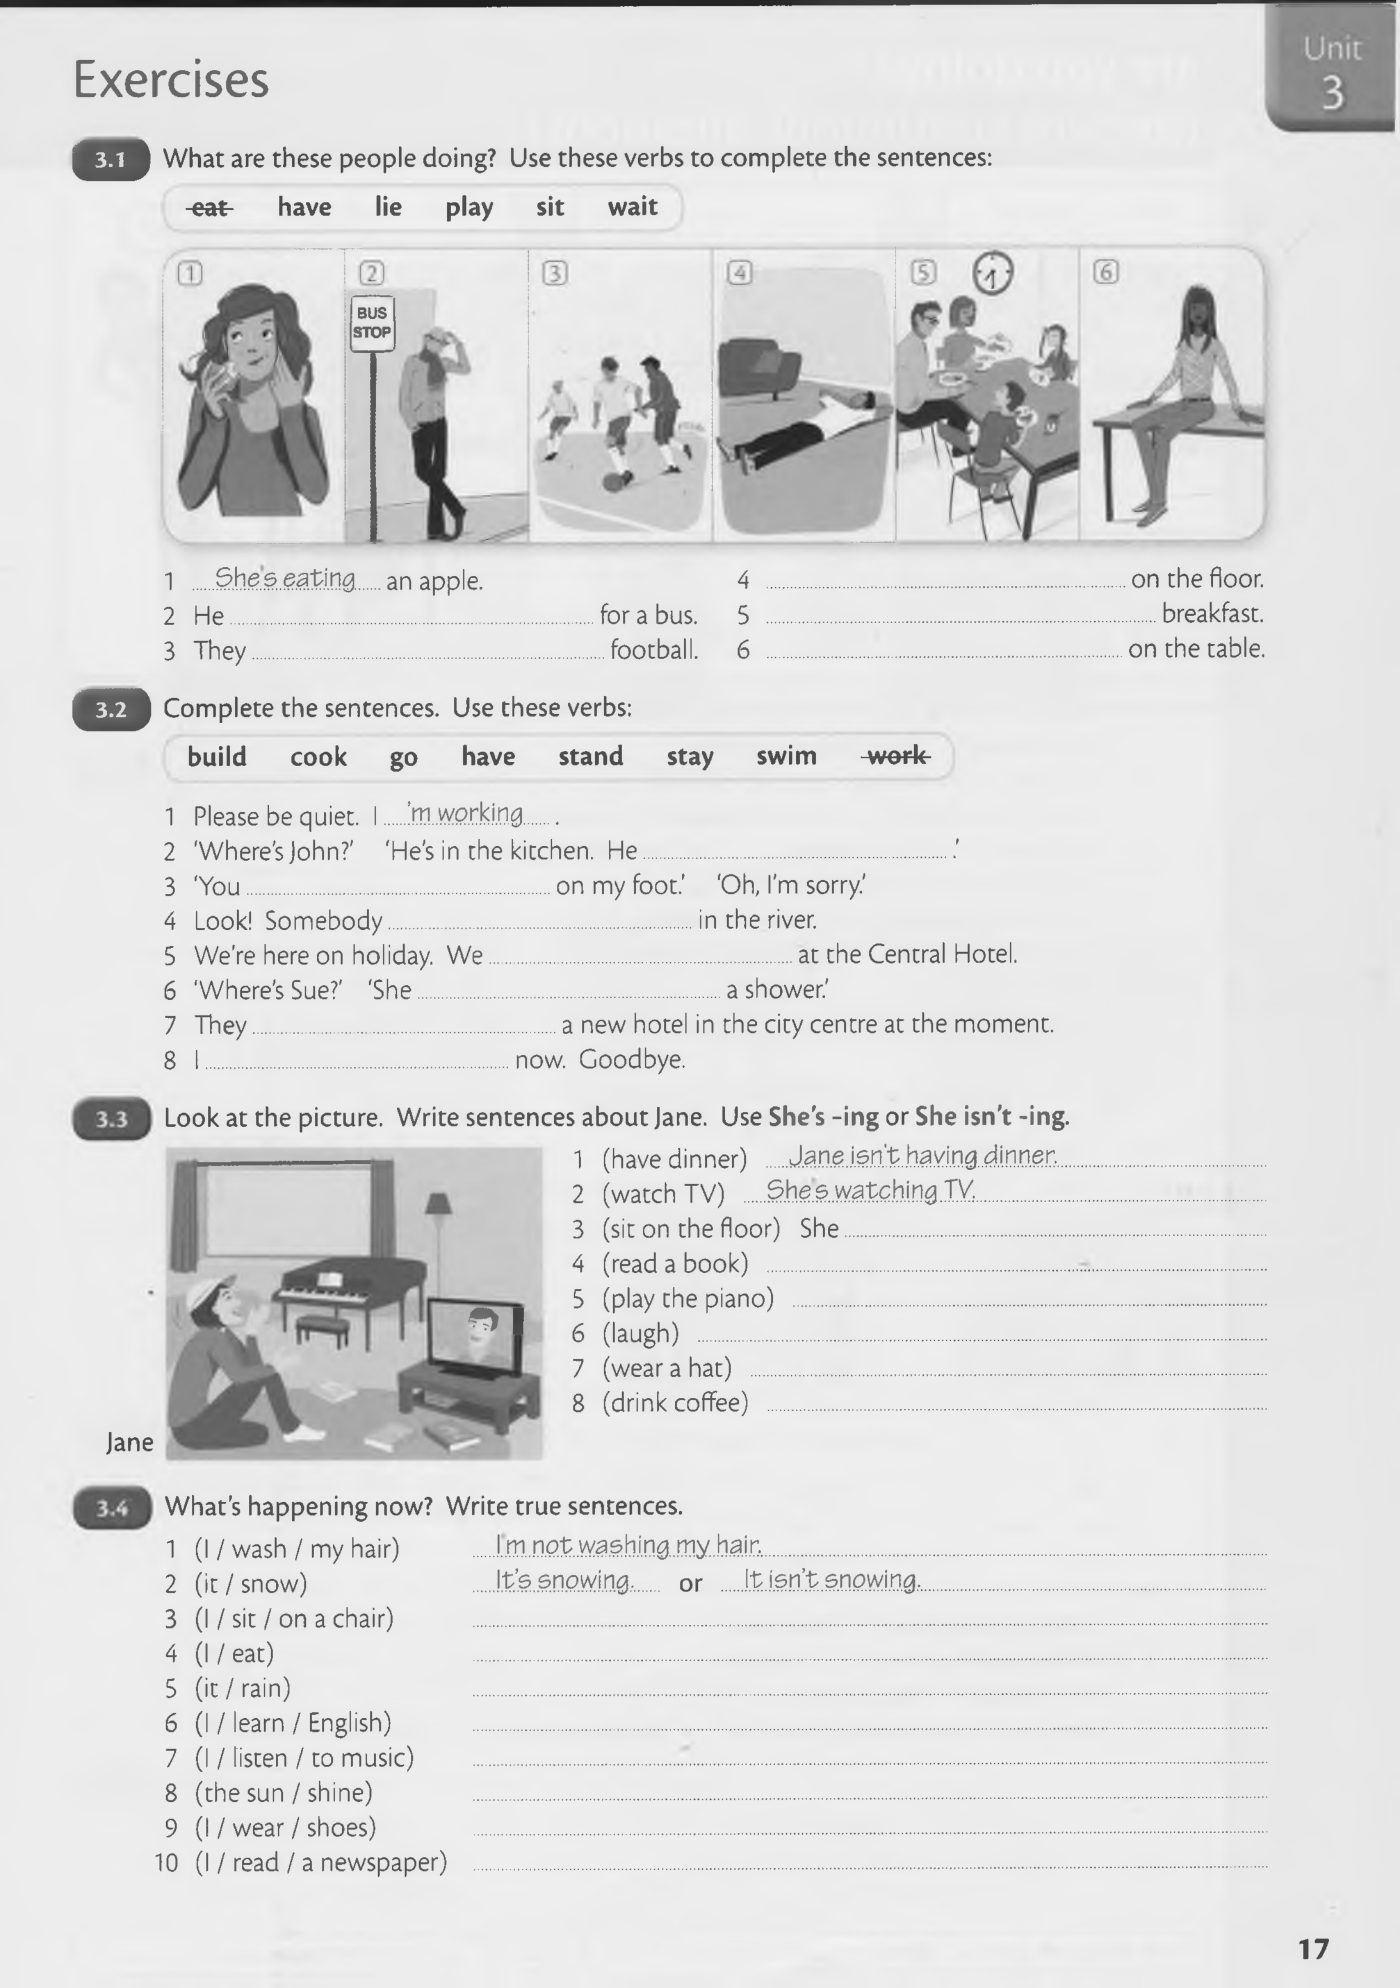 Unit
3
Exercises
3.1 What are these people doing? Use these verbs to complete the sentences:
eat have lie play sit wait
1 2 3 4 5 6
BUS
STOP
1 She's eating an apple.
2 He for a bus.
3 They football.
4 on the floor.
5 breakfast.
6 on the table.
3.2 Complete the sentences. Use these verbs:
build cook go have stand stay swim work
1 Please be quiet. I 'm working .
2 ‘Where's John?’ ‘He's in the kitchen. He .’
3 ‘You on my foot.’ ‘Oh, I'm sorry.’
4 Look! Somebody in the river.
5 We're here on holiday. We at the Central Hotel.
6 ‘Where's Sue?’ ‘She a shower.’
7 They a new hotel in the city centre at the moment.
8 I now. Goodbye.
3.3 Look at the picture. Write sentences about Jane. Use She's -ing or She isn't -ing.
1 (have dinner) Jane isn't having dinner.
2 (watch TV) She's watching TV.
3 (sit on the floor) She
4 (read a book)
5 (play the piano)
6 (laugh)
7 (wear a hat)
8 (drink coffee)
Jane
3.4 What's happening now? Write true sentences.
1 (I / wash / my hair) I'm not washing my hair.
2 (it / snow) It's snowing. or It isn't snowing.
3 (I / sit / on a chair)
4 (I / eat)
5 (it / rain)
6 (I / learn / English)
7 (I / listen / to music)
8 (the sun / shine)
9 (I / wear / shoes)
10 (I / read / a newspaper)
17